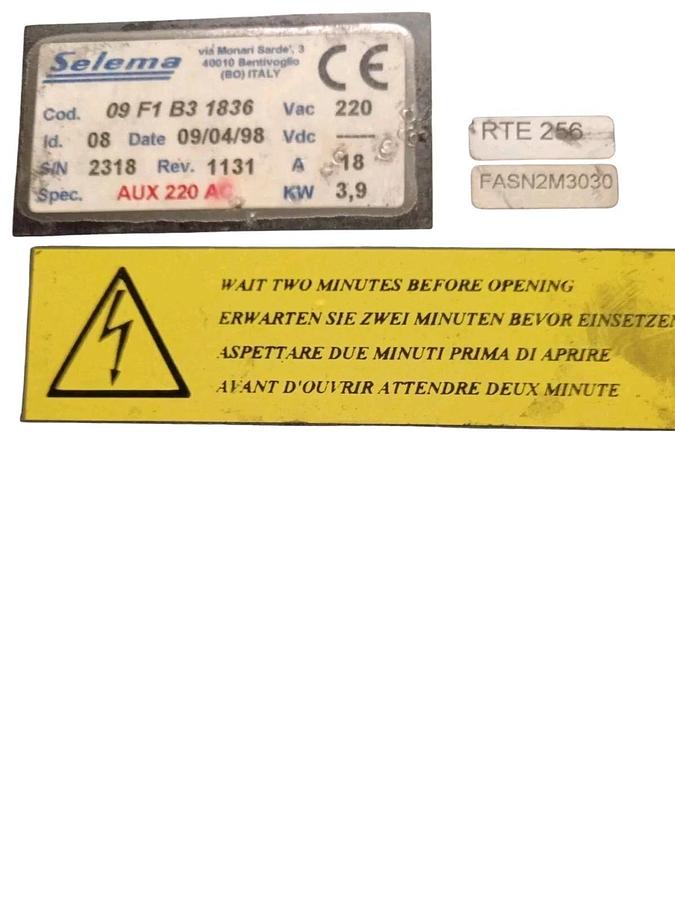 Selema
via Monari Sarde', 3
40010 Bentivoglio
(BO) ITALY
CE
Cod. 09 F1 B3 1836 Vac 220
Id. 08 Date 09/04/98 Vdc ----
S/N 2318 Rev. 1131 A 18
Spec. AUX 220 AC KW 3,9
RTE 256
FASN2M3030
WAIT TWO MINUTES BEFORE OPENING
ERWARTEN SIE ZWEI MINUTEN BEVOR EINSETZEN
ASPETTARE DUE MINUTI PRIMA DI APRIRE
AVANT D'OUVRIR ATTENDRE DEUX MINUTE